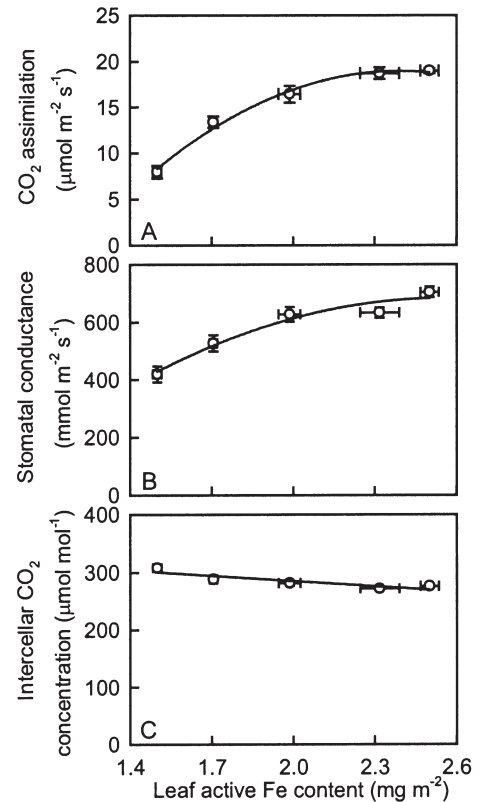 25
20
15
10
5
0
CO2 assimilation
(μmol m-2 s-1)
A
800
600
400
200
0
Stomatal conductance
(mmol m-2 s-1)
B
400
300
200
100
0
Intercellar CO2
concentration (μmol mol-1)
C
1.4 1.7 2.0 2.3 2.6
Leaf active Fe content (mg m-2)